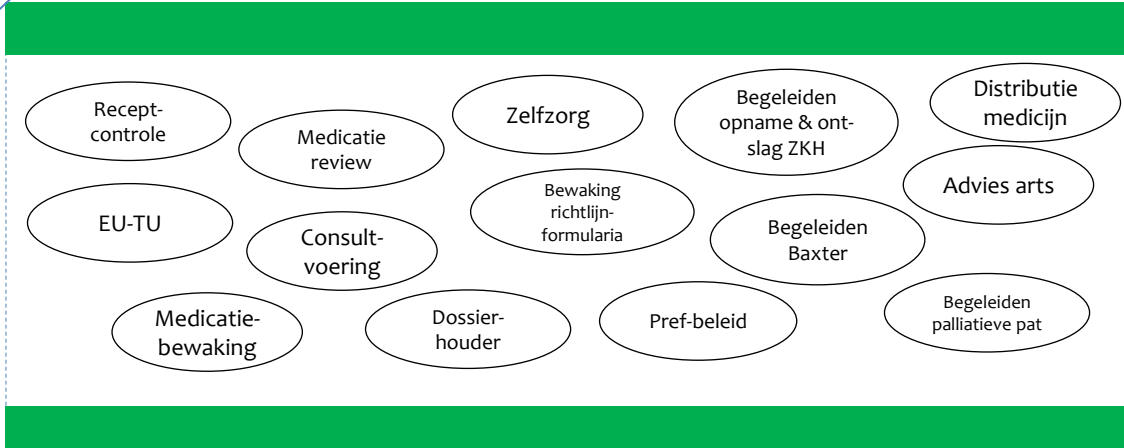 Recept-
controle
Medicatie
review
Zelfzorg
Begeleiden
opname & ont-
slag ZKH
Distributie
medicijn
EU-TU
Consult-
voering
Bewaking
richtlijn-
formularia
Begeleiden
Baxter
Advies arts
Medicatie-
bewaking
Dossier-
houder
Pref-beleid
Begeleiden
palliatieve pat